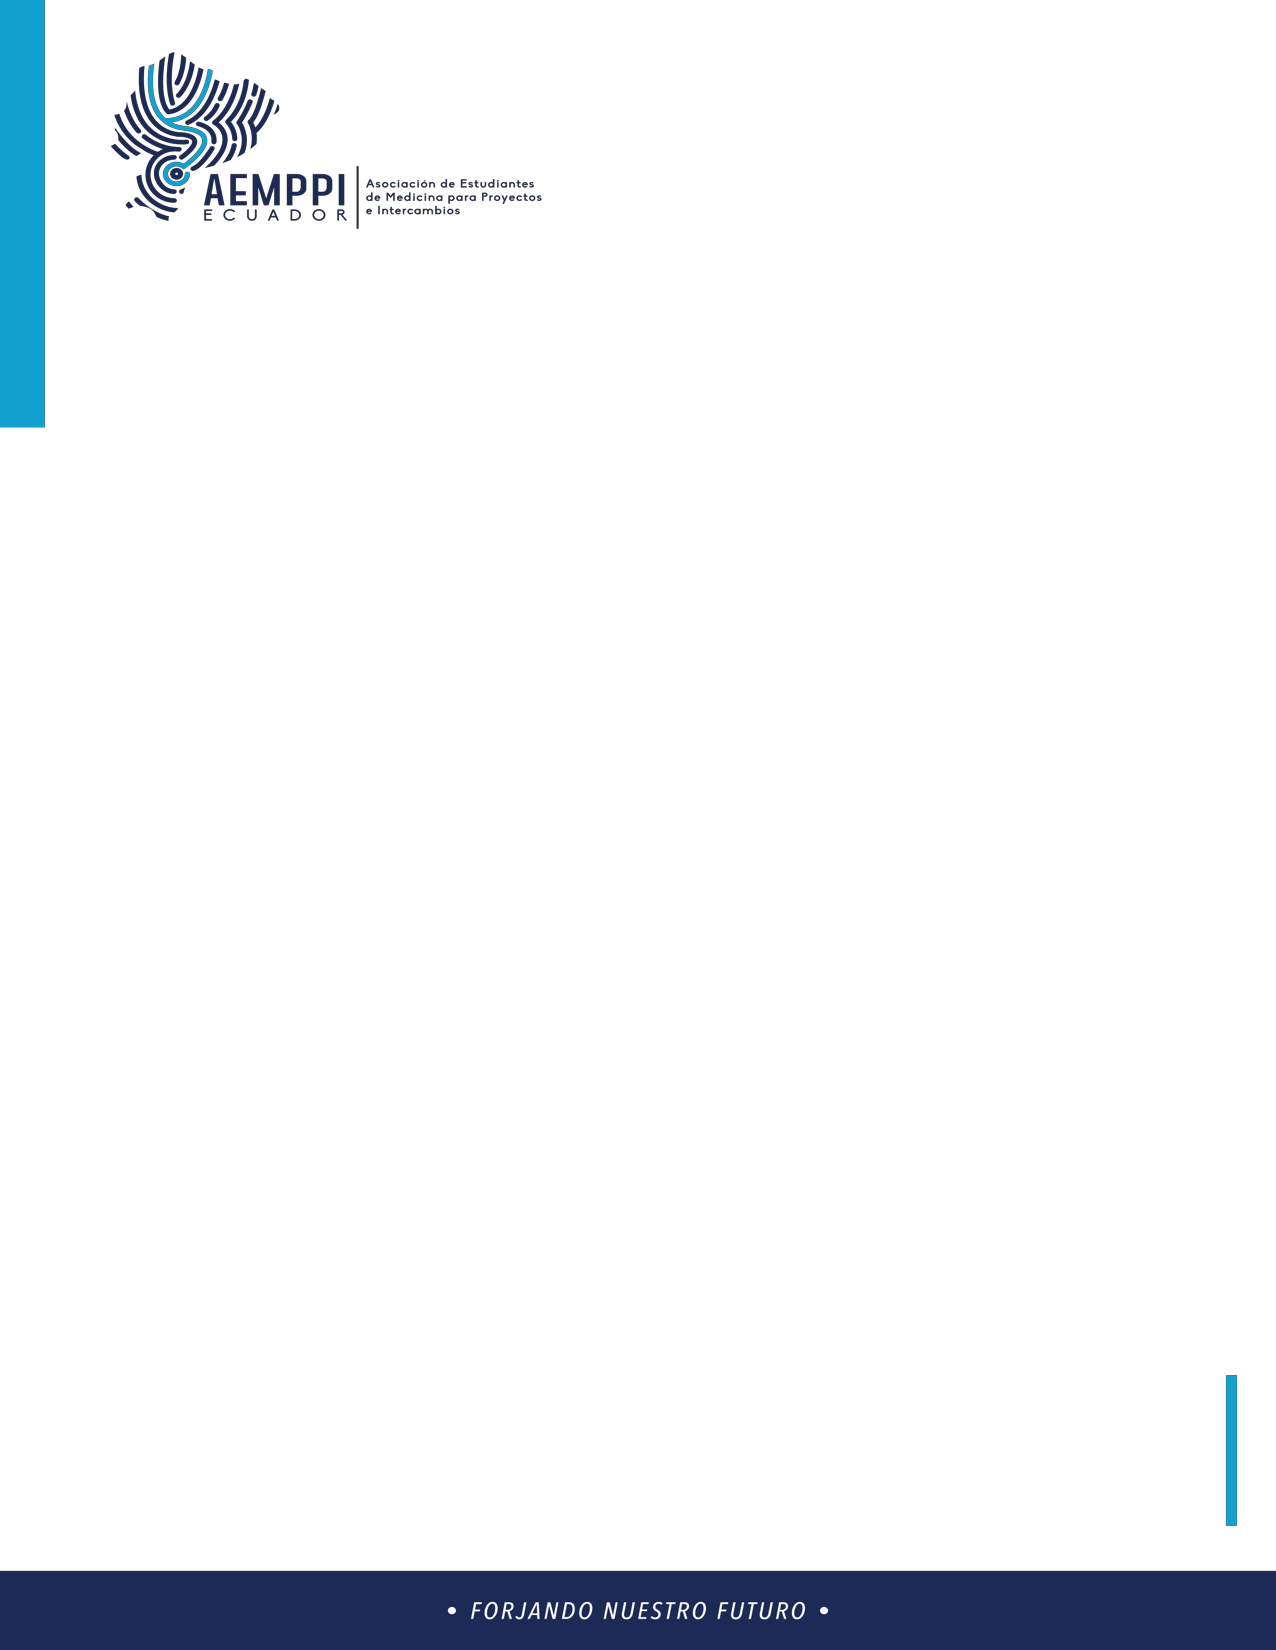 AEMPPI
ECUADOR
Asociación de Estudiantes
de Medicina para Proyectos
e Intercambios
• FORJANDO NUESTRO FUTURO •